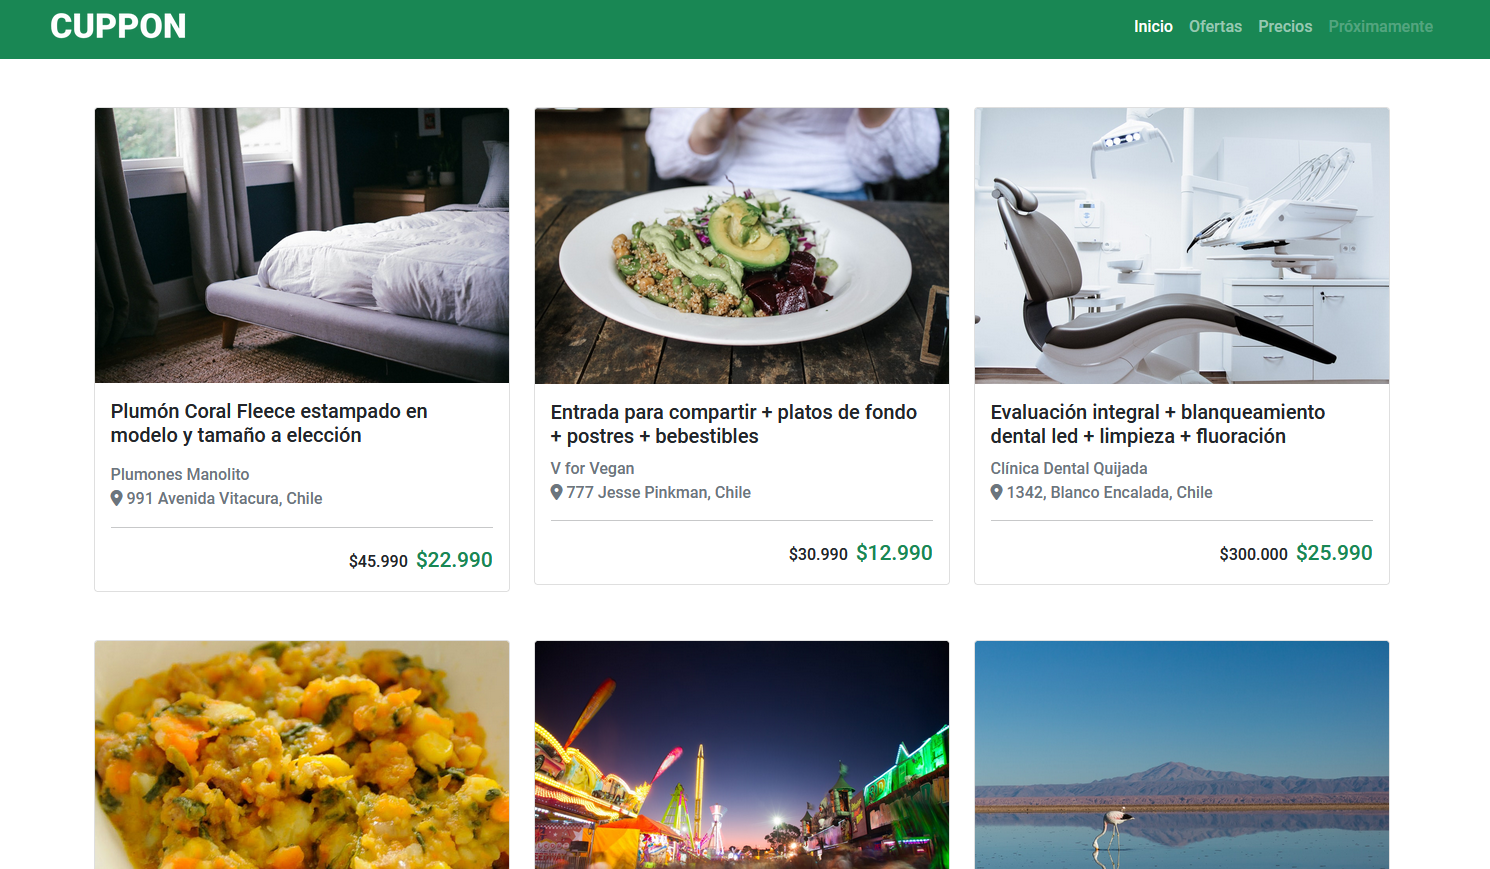 CUPPON
Inicio Ofertas Precios Próximamente
Plumón Coral Fleece estampado en
modelo y tamaño a elección
Plumones Manolito
991 Avenida Vitacura, Chile
$45.990 $22.990
Entrada para compartir + platos de fondo
+ postres + bebestibles
V for Vegan
777 Jesse Pinkman, Chile
$30.990 $12.990
Evaluación integral + blanqueamiento
dental led + limpieza + fluoración
Clínica Dental Quijada
1342, Blanco Encalada, Chile
$300.000 $25.990